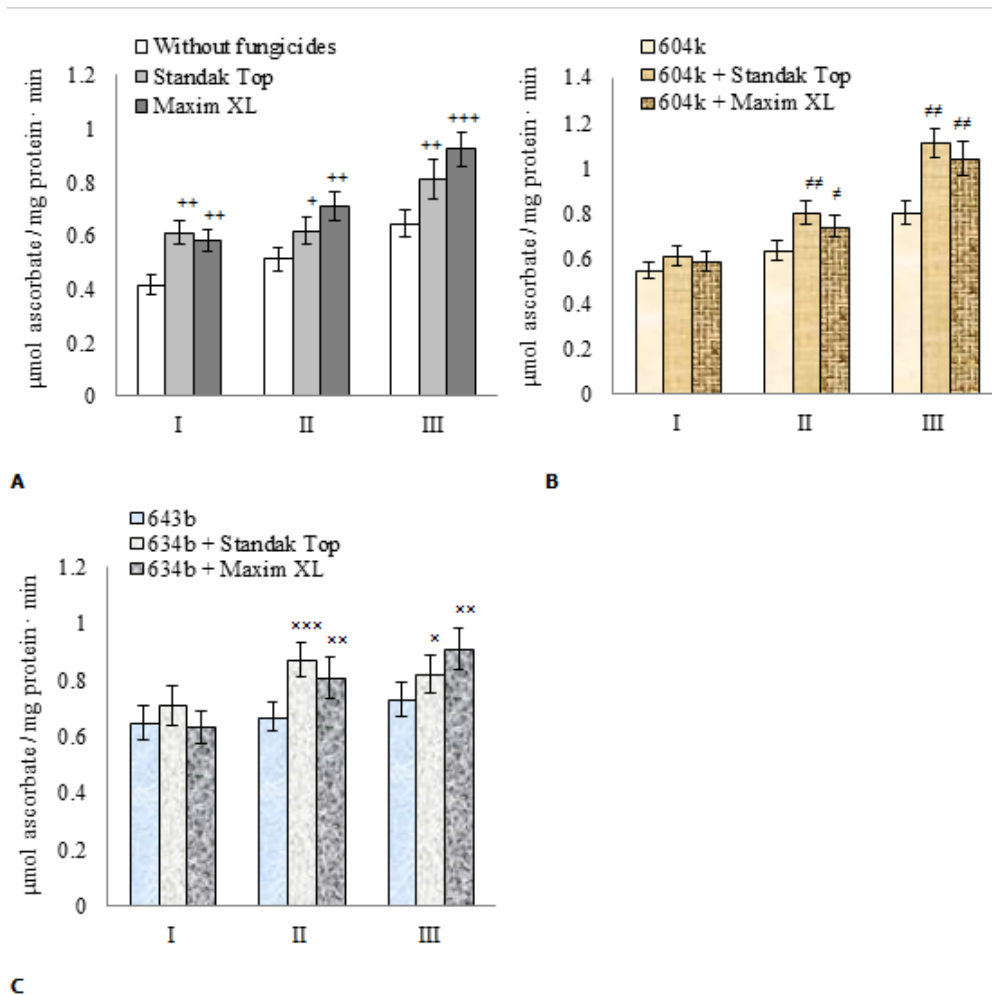 Without fungicides
Standak Top
Maxim XL
μmol ascorbate / mg protein · min
1.2
1
0.8
0.6
0.4
0.2
0
++
++
+
++
++
+++
I
II
III
A
604k
604k + Standak Top
604k + Maxim XL
μmol ascorbate / mg protein · min
1.4
1.2
1
0.8
0.6
0.4
0.2
0
≠≠
≠
≠≠
≠≠
I
II
III
B
643b
634b + Standak Top
634b + Maxim XL
μmol ascorbate / mg protein · min
1.2
1
0.8
0.6
0.4
0.2
0
×××
××
×
××
I
II
III
C